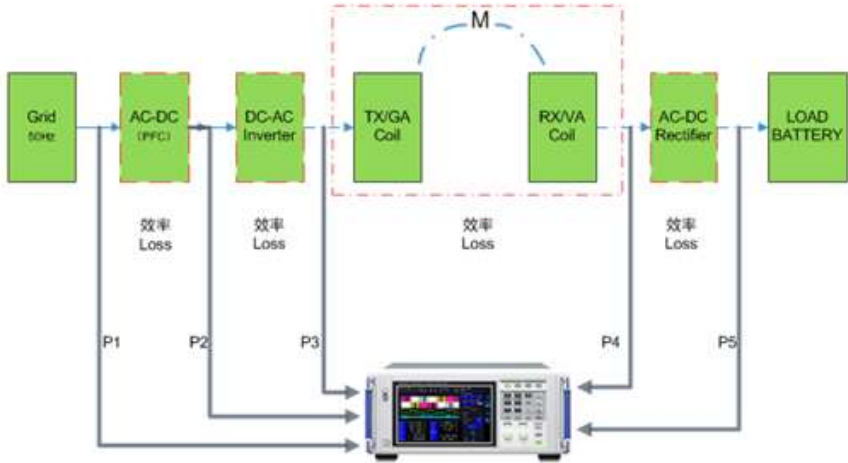 M
Grid
50Hz
AC-DC
(PFC)
DC-AC
Inverter
TX/GA
Coil
RX/VA
Coil
AC-DC
Rectifier
LOAD
BATTERY
效率
Loss
效率
Loss
效率
Loss
效率
Loss
P1
P2
P3
P4
P5